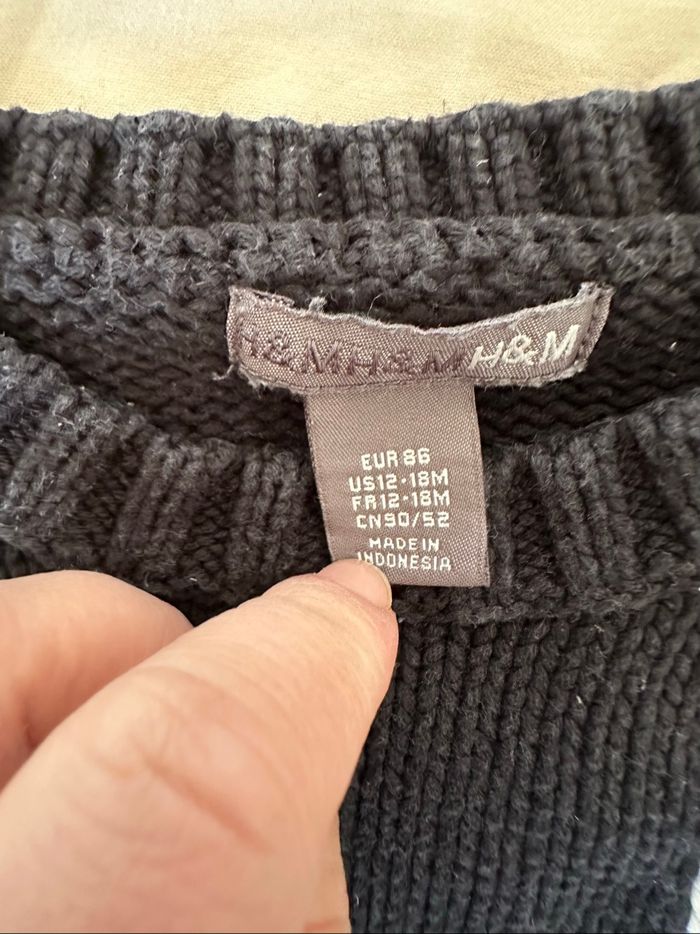 H&MH&MH&M
EUR 86
US12-18M
FR12-18M
CN90/52
MADE IN
INDONESIA